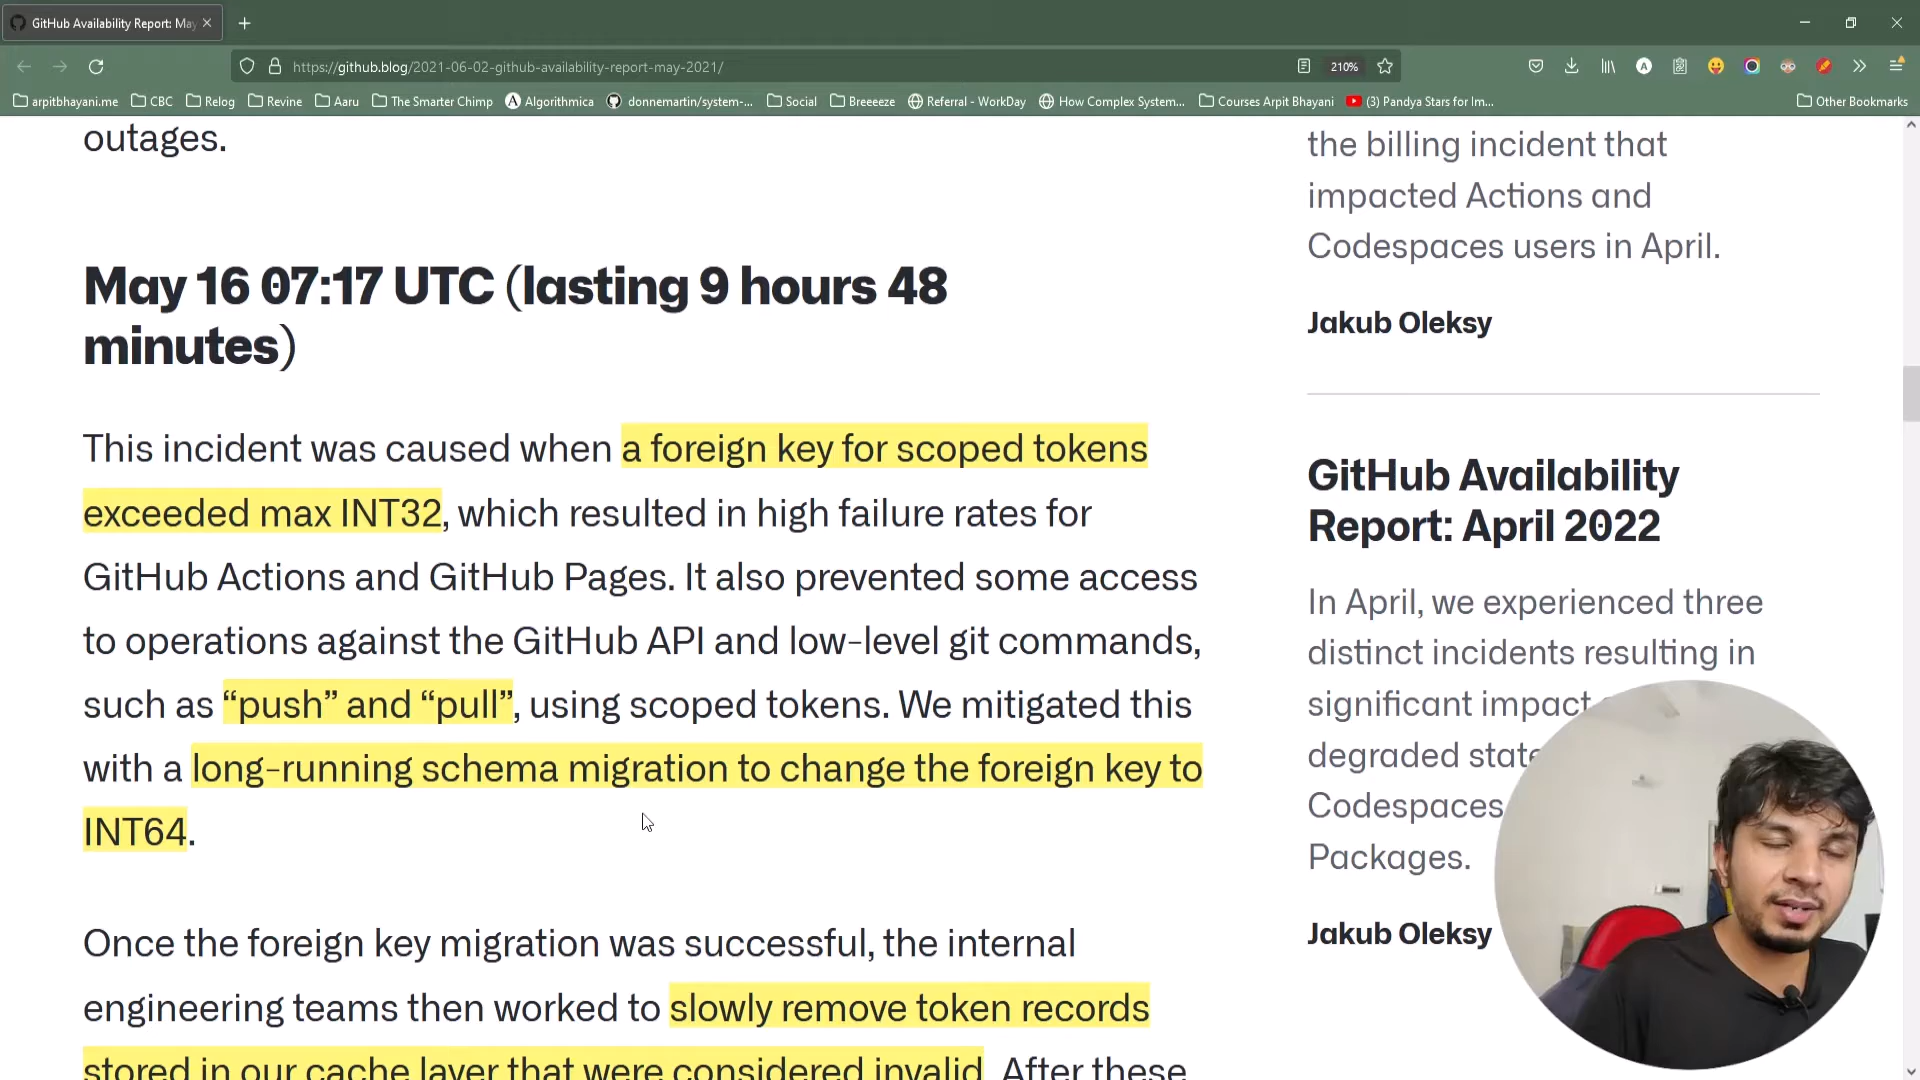 GitHub Availability Report: May
https://github.blog/2021-06-02-github-availability-report-may-2021/
210%
arpitbhayani.me
CBC
Relog
Revine
Aaru
The Smarter Chimp
Algorithmica
donnemartin/system-...
Social
Breeeeze
Referral - WorkDay
How Complex System...
Courses Arpit Bhayani
(3) Pandya Stars for Im...
Other Bookmarks
outages.
May 16 07:17 UTC (lasting 9 hours 48
minutes)
This incident was caused when a foreign key for scoped tokens
exceeded max INT32, which resulted in high failure rates for
GitHub Actions and GitHub Pages. It also prevented some access
to operations against the GitHub API and low-level git commands,
such as “push” and “pull”, using scoped tokens. We mitigated this
with a long-running schema migration to change the foreign key to
INT64.
Once the foreign key migration was successful, the internal
engineering teams then worked to slowly remove token records
stored in our cache layer that were considered invalid. After these
the billing incident that
impacted Actions and
Codespaces users in April.
Jakub Oleksy
GitHub Availability
Report: April 2022
In April, we experienced three
distinct incidents resulting in
significant impact
degraded state
Codespaces
Packages.
Jakub Oleksy